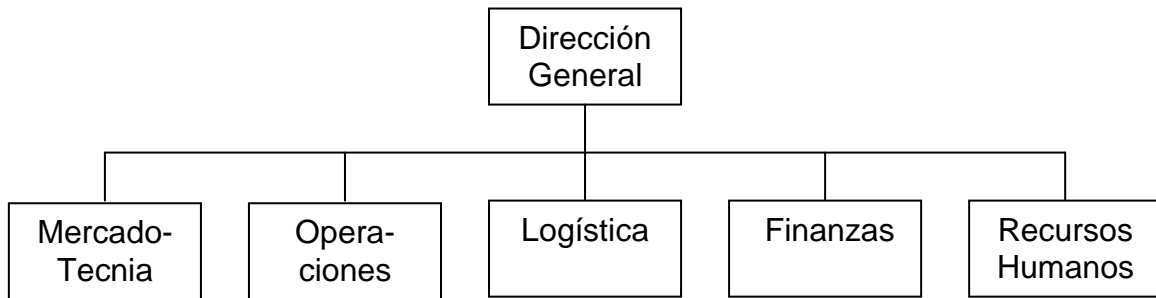 Dirección
General
Mercado-
Tecnia
Opera-
ciones
Logística
Finanzas
Recursos
Humanos